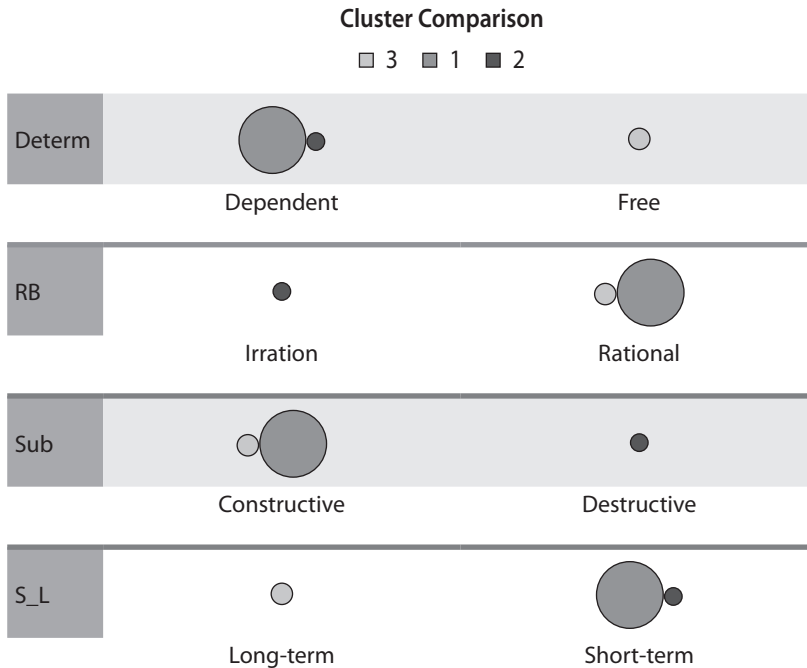 Cluster Comparison
3 1 2
Determ
Dependent Free
RB
Irration Rational
Sub
Constructive Destructive
S_L
Long-term Short-term